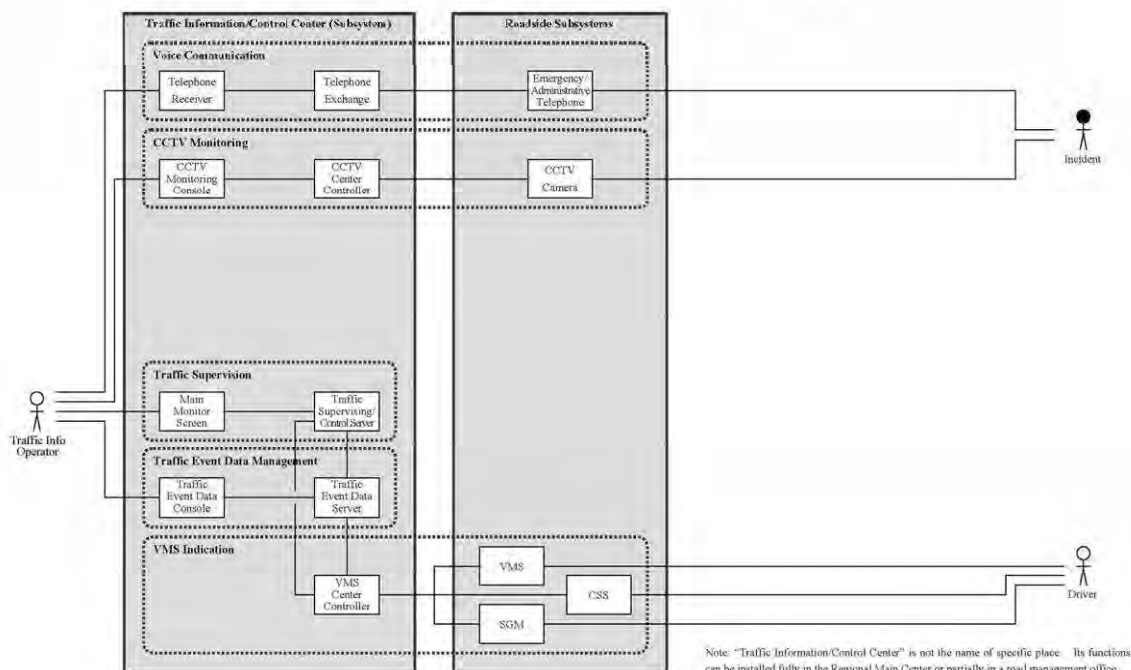 Traffic Information/Control Center (Subsystem)
Roadside Subsystems
Voice Communication
Telephone
Receiver
Telephone
Exchange
Emergency/
Administrative
Telephone
CCTV Monitoring
CCTV
Monitoring
Console
CCTV
Center
Controller
CCTV
Camera
Incident
Traffic Supervision
Main
Monitor
Screen
Traffic
Supervising/
Control Server
Traffic Info
Operator
Traffic Event Data Management
Traffic
Event Data
Console
Traffic
Event Data
Server
VMS Indication
VMS
Center
Controller
VMS
CSS
SGM
Driver
Note: “Traffic Information/Control Center” is not the name of specific place Its functions
can be installed fully in the Regional Main Center or partially in a road management office